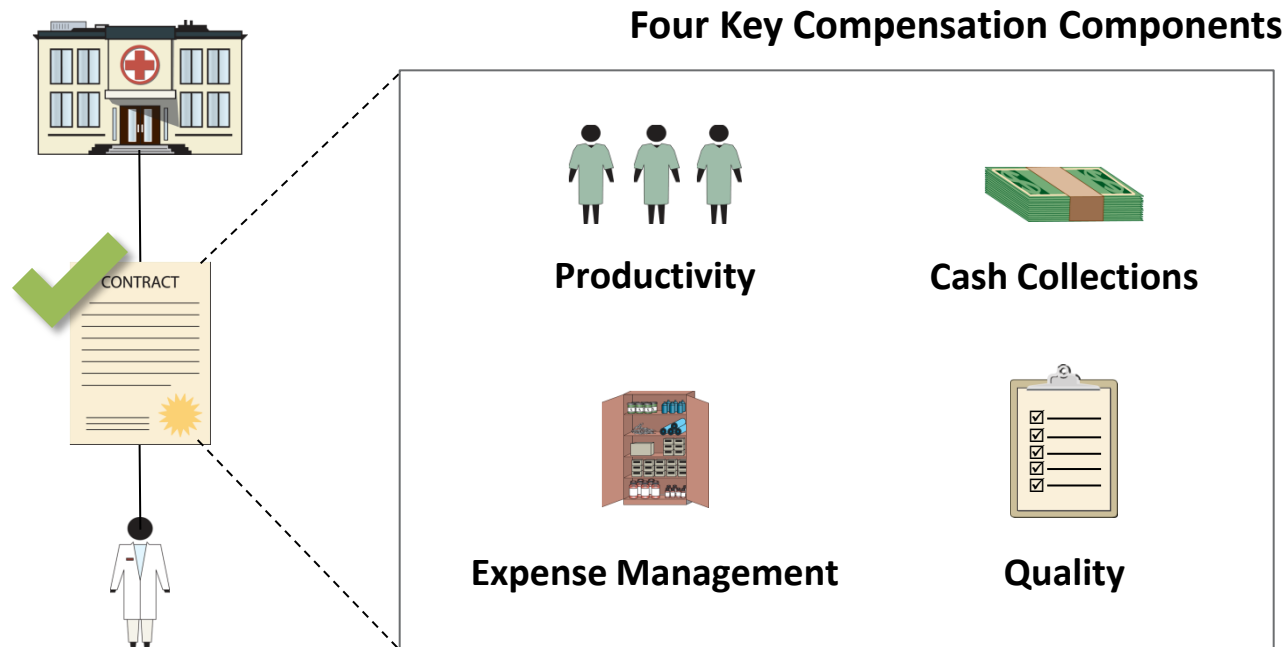 Four Key Compensation Components
CONTRACT
Productivity
Cash Collections
Expense Management
Quality